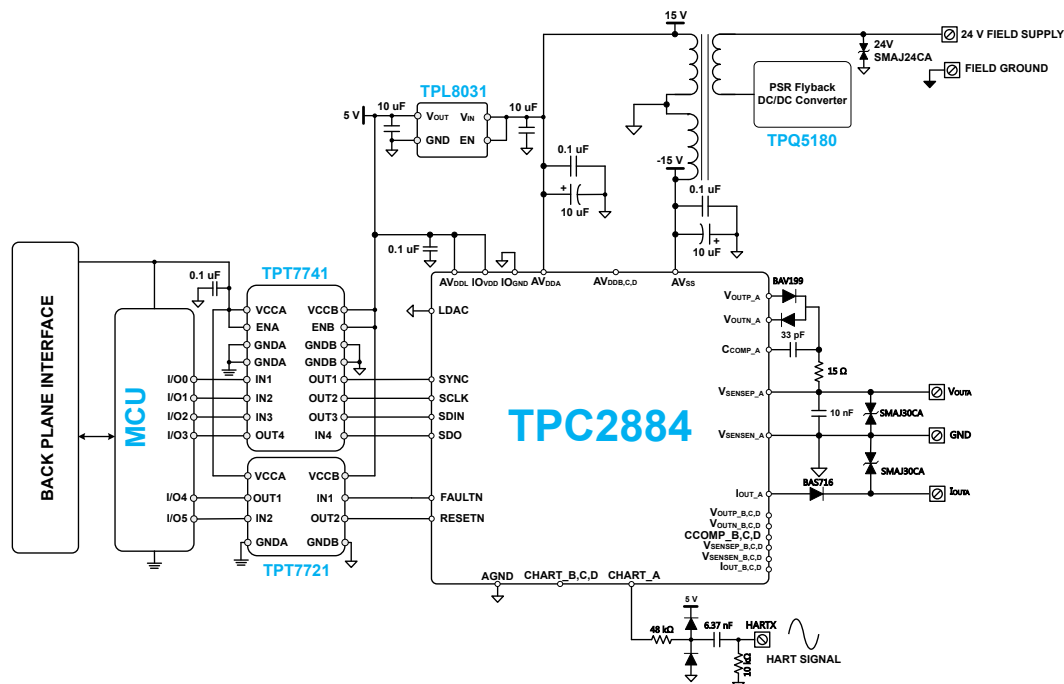 15 V
24 V FIELD SUPPLY
24V
SMAJ24CA
FIELD GROUND
PSR Flyback
DC/DC Converter
TPQ5180
TPL8031
10 uF
10 uF
5 V
VOUT
VIN
GND
EN
0.1 uF
10 uF
+
-15 V
0.1 uF
10 uF
+
0.1 uF
BACK PLANE INTERFACE
MCU
I/O0
I/O1
I/O2
I/O3
I/O4
I/O5
0.1 uF
TPT7741
VCCA
VCCB
ENA
ENB
GNDA
GNDB
GNDA
GNDB
IN1
OUT1
IN2
OUT2
IN3
OUT3
OUT4
IN4
VCCA
VCCB
OUT1
IN1
IN2
OUT2
GNDA
GNDB
TPT7721
AVDDL
IOVDD
IOGND
AVDDA
AVDDB,C,D
AVSS
LDAC
SYNC
SCLK
SDIN
SDO
FAULTN
RESETN
TPC2884
VOUTP_A
VOUTN_A
CCOMP_A
VSENSEP_A
VSENSEN_A
IOUT_A
VOUTP_B,C,D
VOUTN_B,C,D
CCOMP_B,C,D
VSENSEP_B,C,D
VSENSEN_B,C,D
IOUT_B,C,D
AGND
CHART_B,C,D
CHART_A
BAV199
33 pF
15 Ω
10 nF
SMAJ30CA
SMAJ30CA
BAS716
VOUTA
GND
IOUTA
5 V
48 kΩ
6.37 nF
10 kΩ
HARTX
HART SIGNAL